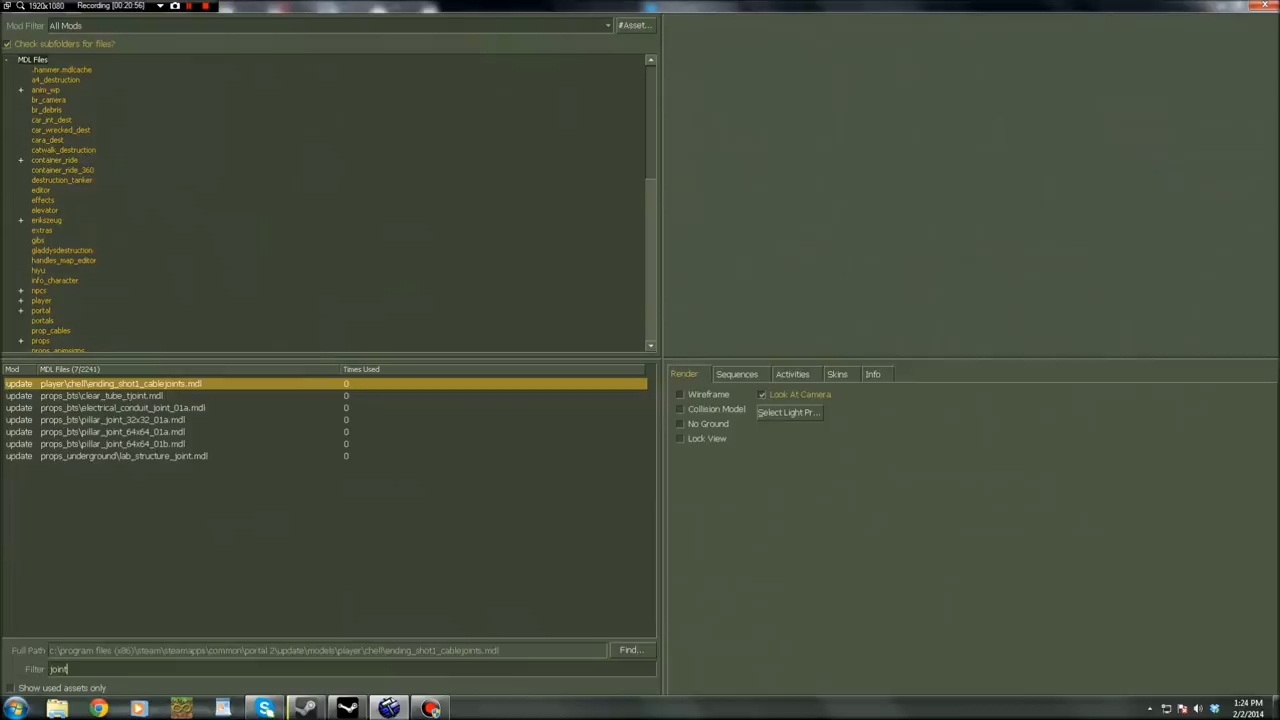 1920x1080 Recording [00:20:56]
Mod Filter All Mods #Asset...
Check subfolders for files?
- MDL Files
.hammer.mdlcache
a4_destruction
+ anim_wp
br_camera
br_debris
car_int_dest
car_wrecked_dest
cara_dest
catwalk_destruction
+ container_ride
container_ride_360
destruction_tanker
editor
effects
elevator
+ erikszeug
extras
gibs
gladdysdestruction
handles_map_editor
hiyu
info_character
+ npcs
+ player
+ portal
portals
prop_cables
+ props
props_animsigns
Mod MDL Files (7/2241) Times Used
update player\chell\ending_shot1_cablejoints.mdl 0
update props_bts\clear_tube_tjoint.mdl 0
update props_bts\electrical_conduit_joint_01a.mdl 0
update props_bts\pillar_joint_32x32_01a.mdl 0
update props_bts\pillar_joint_64x64_01a.mdl 0
update props_bts\pillar_joint_64x64_01b.mdl 0
update props_underground\lab_structure_joint.mdl 0
Render Sequences Activities Skins Info
Wireframe Look At Camera
Collision Model Select Light Pr...
No Ground
Lock View
Full Path c:\program files (x86)\steam\steamapps\common\portal 2\update\models\player\chell\ending_shot1_cablejoints.mdl Find...
Filter joint
Show used assets only
1:24 PM
2/2/2014